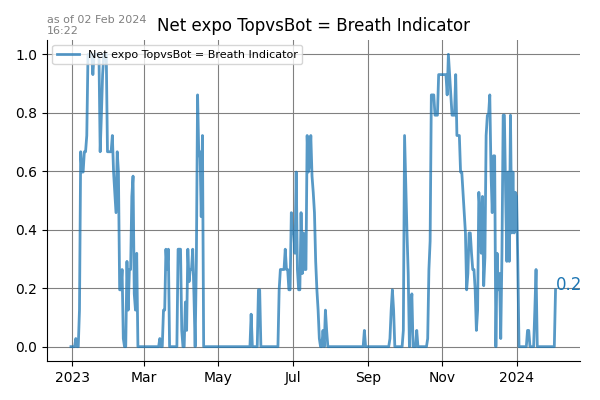 as of 02 Feb 2024
16:22
Net expo TopvsBot = Breath Indicator
Net expo TopvsBot = Breath Indicator
1.0
0.8
0.6
0.4
0.2
0.0
0.2
2023 Mar May Jul Sep Nov 2024